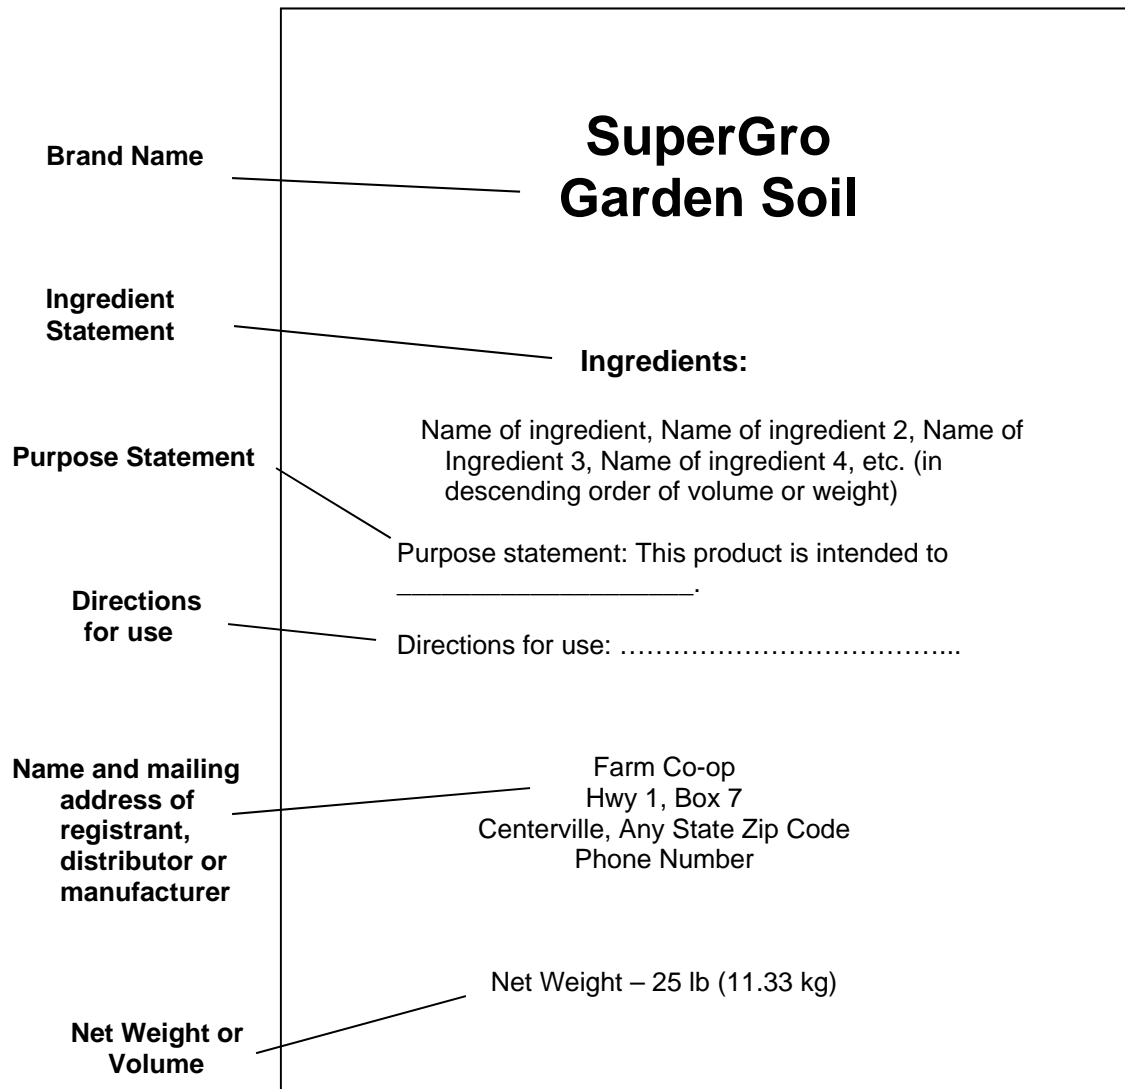 Brand Name
SuperGro
Garden Soil
Ingredient
Statement
Ingredients:
Purpose Statement
Name of ingredient, Name of ingredient 2, Name of
Ingredient 3, Name of ingredient 4, etc. (in
descending order of volume or weight)
Purpose statement: This product is intended to
____________________.
Directions
for use
Directions for use: …………………………………...
Name and mailing
address of
registrant,
distributor or
manufacturer
Farm Co-op
Hwy 1, Box 7
Centerville, Any State Zip Code
Phone Number
Net Weight – 25 lb (11.33 kg)
Net Weight or
Volume